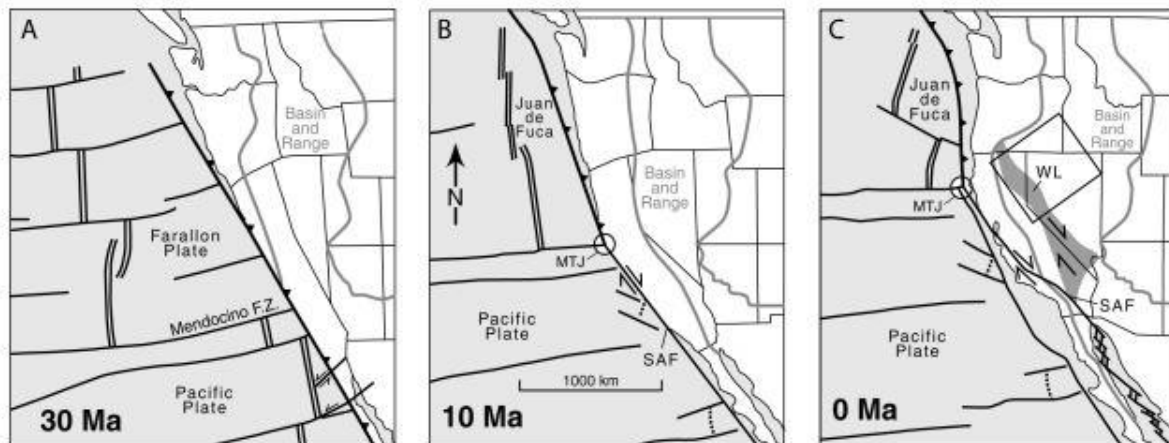 A
Basin
and
Range
Farallon
Plate
Mendocino F.Z.
Pacific
Plate
30 Ma
B
Juan
de
Fuca
N
Basin
and
Range
MTJ
Pacific
Plate
SAF
1000 km
10 Ma
C
Juan
de
Fuca
Basin
and
Range
WL
MTJ
SAF
Pacific
Plate
0 Ma